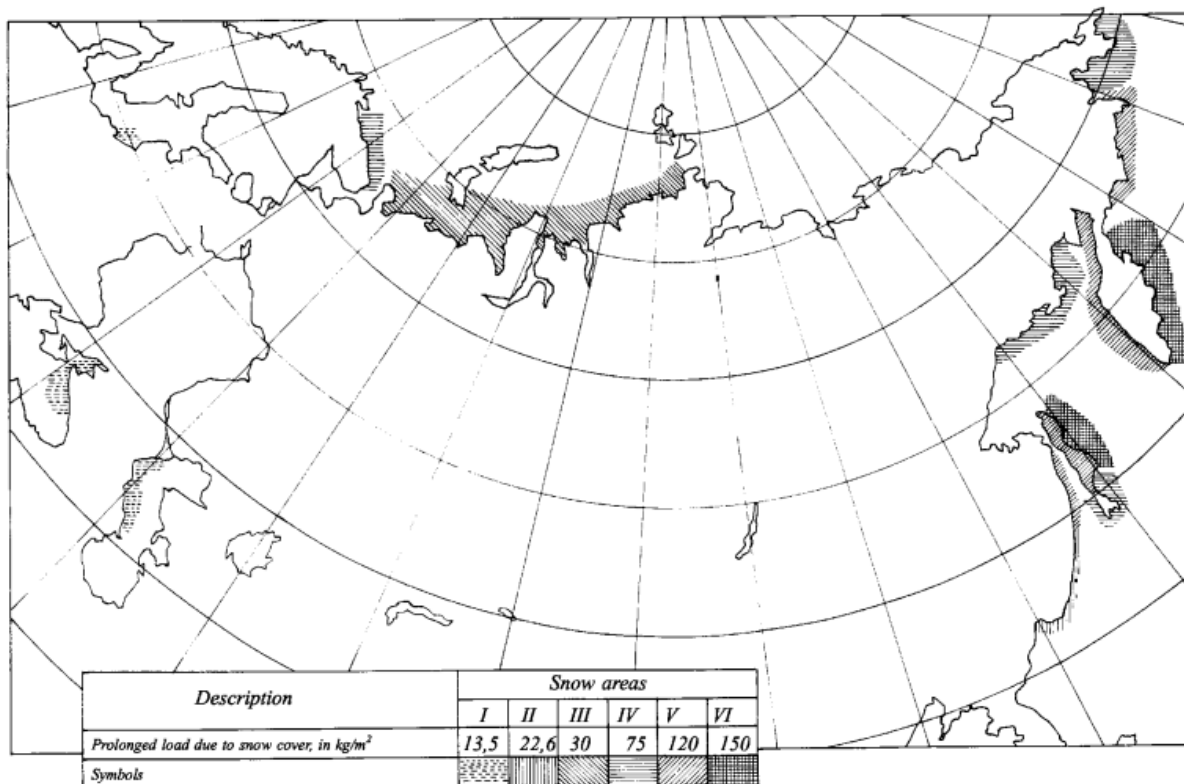 Description Snow areas
I II III IV V VI
Prolonged load due to snow cover, in kg/m² 13,5 22,6 30 75 120 150
Symbols